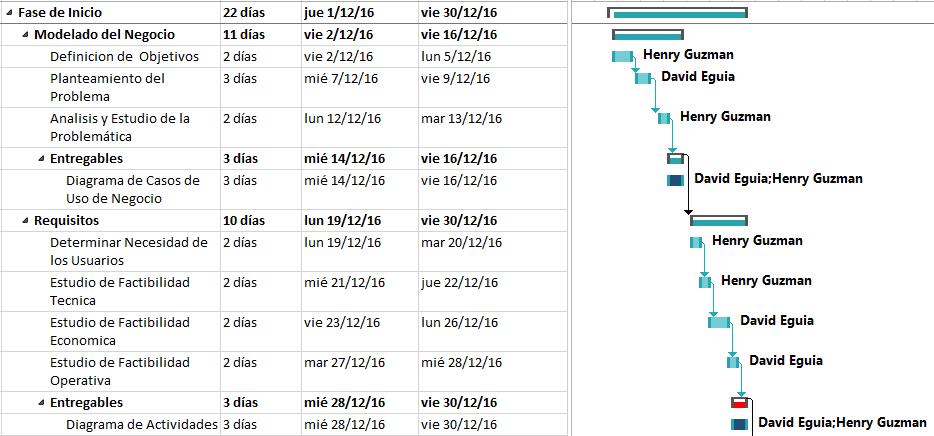 Fase de Inicio 22 días jue 1/12/16 vie 30/12/16
Modelado del Negocio 11 días vie 2/12/16 vie 16/12/16
Definicion de Objetivos 2 días vie 2/12/16 lun 5/12/16 Henry Guzman
Planteamiento del 3 días mié 7/12/16 vie 9/12/16 David Eguia
Problema
Analisis y Estudio de la 2 días lun 12/12/16 mar 13/12/16 Henry Guzman
Problemática
Entregables 3 días mié 14/12/16 vie 16/12/16
Diagrama de Casos de 3 días mié 14/12/16 vie 16/12/16 David Eguia;Henry Guzman
Uso de Negocio
Requisitos 10 días lun 19/12/16 vie 30/12/16
Determinar Necesidad de 2 días lun 19/12/16 mar 20/12/16 Henry Guzman
los Usuarios
Estudio de Factibilidad 2 días mié 21/12/16 jue 22/12/16 Henry Guzman
Tecnica
Estudio de Factibilidad 2 días vie 23/12/16 lun 26/12/16 David Eguia
Economica
Estudio de Factibilidad 2 días mar 27/12/16 mié 28/12/16 David Eguia
Operativa
Entregables 3 días mié 28/12/16 vie 30/12/16
Diagrama de Actividades 3 días mié 28/12/16 vie 30/12/16 David Eguia;Henry Guzman